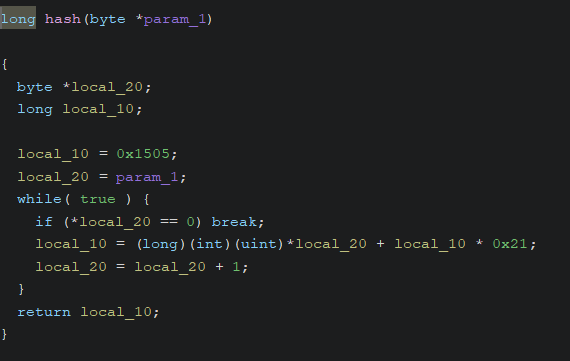 long hash(byte *param_1)
{
byte *local_20;
long local_10;
local_10 = 0x1505;
local_20 = param_1;
while( true ) {
if (*local_20 == 0) break;
local_10 = (long)(int)(uint)*local_20 + local_10 * 0x21;
local_20 = local_20 + 1;
}
return local_10;
}